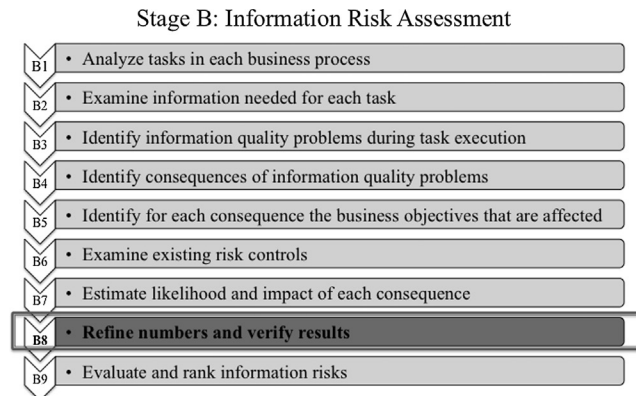 Stage B: Information Risk Assessment
B1 • Analyze tasks in each business process
B2 • Examine information needed for each task
B3 • Identify information quality problems during task execution
B4 • Identify consequences of information quality problems
B5 • Identify for each consequence the business objectives that are affected
B6 • Examine existing risk controls
B7 • Estimate likelihood and impact of each consequence
B8 • Refine numbers and verify results
B9 • Evaluate and rank information risks